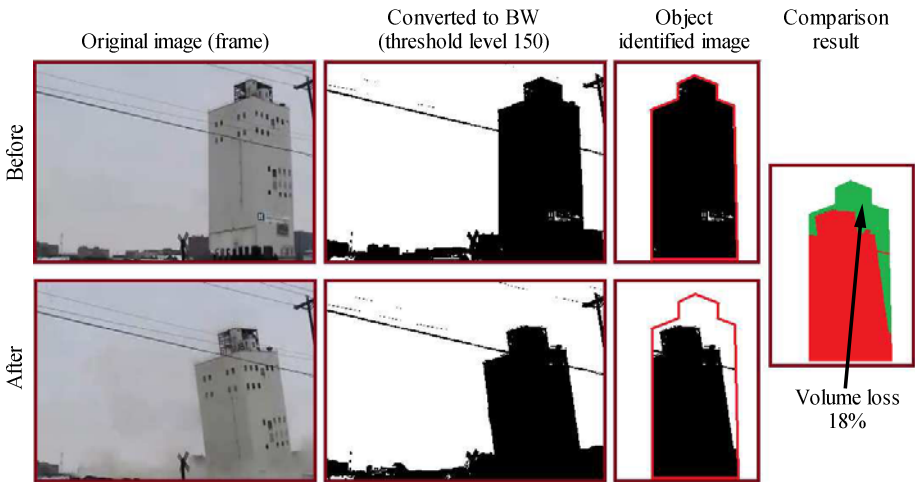 Original image (frame)
Converted to BW
(threshold level 150)
Object
identified image
Comparison
result
Before
After
Volume loss
18%